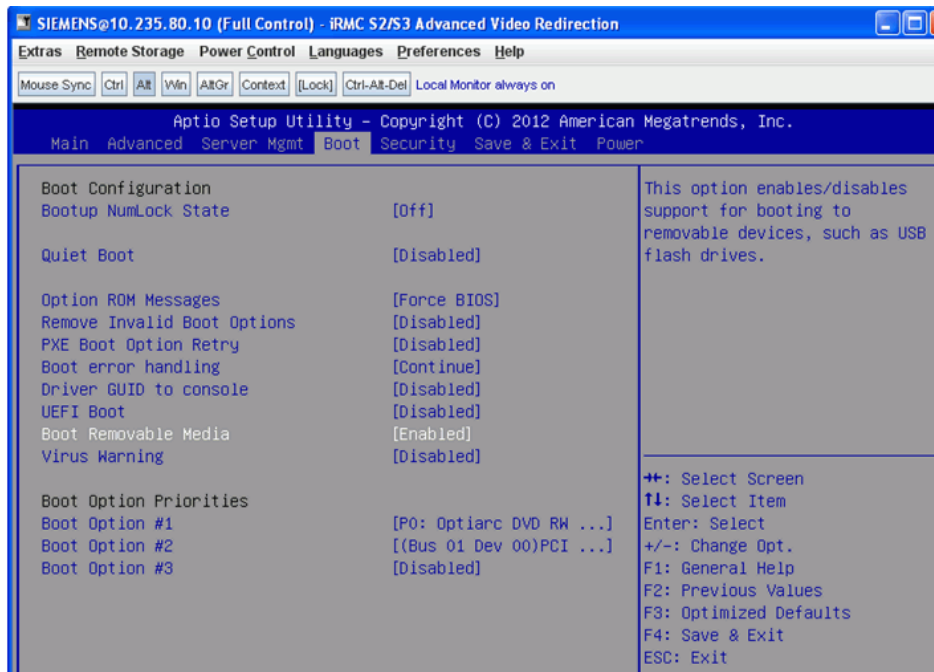 SIEMENS@10.235.80.10 (Full Control) - iRMC S2/S3 Advanced Video Redirection
Extras Remote Storage Power Control Languages Preferences Help
Mouse Sync Ctrl Alt Win AltGr Context [Lock] Ctrl-Alt-Del Local Monitor always on
Aptio Setup Utility - Copyright (C) 2012 American Megatrends, Inc.
Main Advanced Server Mgmt Boot Security Save & Exit Power
Boot Configuration
Bootup NumLock State [Off]
Quiet Boot [Disabled]
Option ROM Messages [Force BIOS]
Remove Invalid Boot Options [Disabled]
PXE Boot Option Retry [Disabled]
Boot error handling [Continue]
Driver GUID to console [Disabled]
UEFI Boot [Disabled]
Boot Removable Media [Enabled]
Virus Warning [Disabled]
Boot Option Priorities
Boot Option #1 [P0: Optiarc DVD RW ...]
Boot Option #2 [(Bus 01 Dev 00)PCI ...]
Boot Option #3 [Disabled]
This option enables/disables
support for booting to
removable devices, such as USB
flash drives.
→←: Select Screen
↑↓: Select Item
Enter: Select
+/-: Change Opt.
F1: General Help
F2: Previous Values
F3: Optimized Defaults
F4: Save & Exit
ESC: Exit